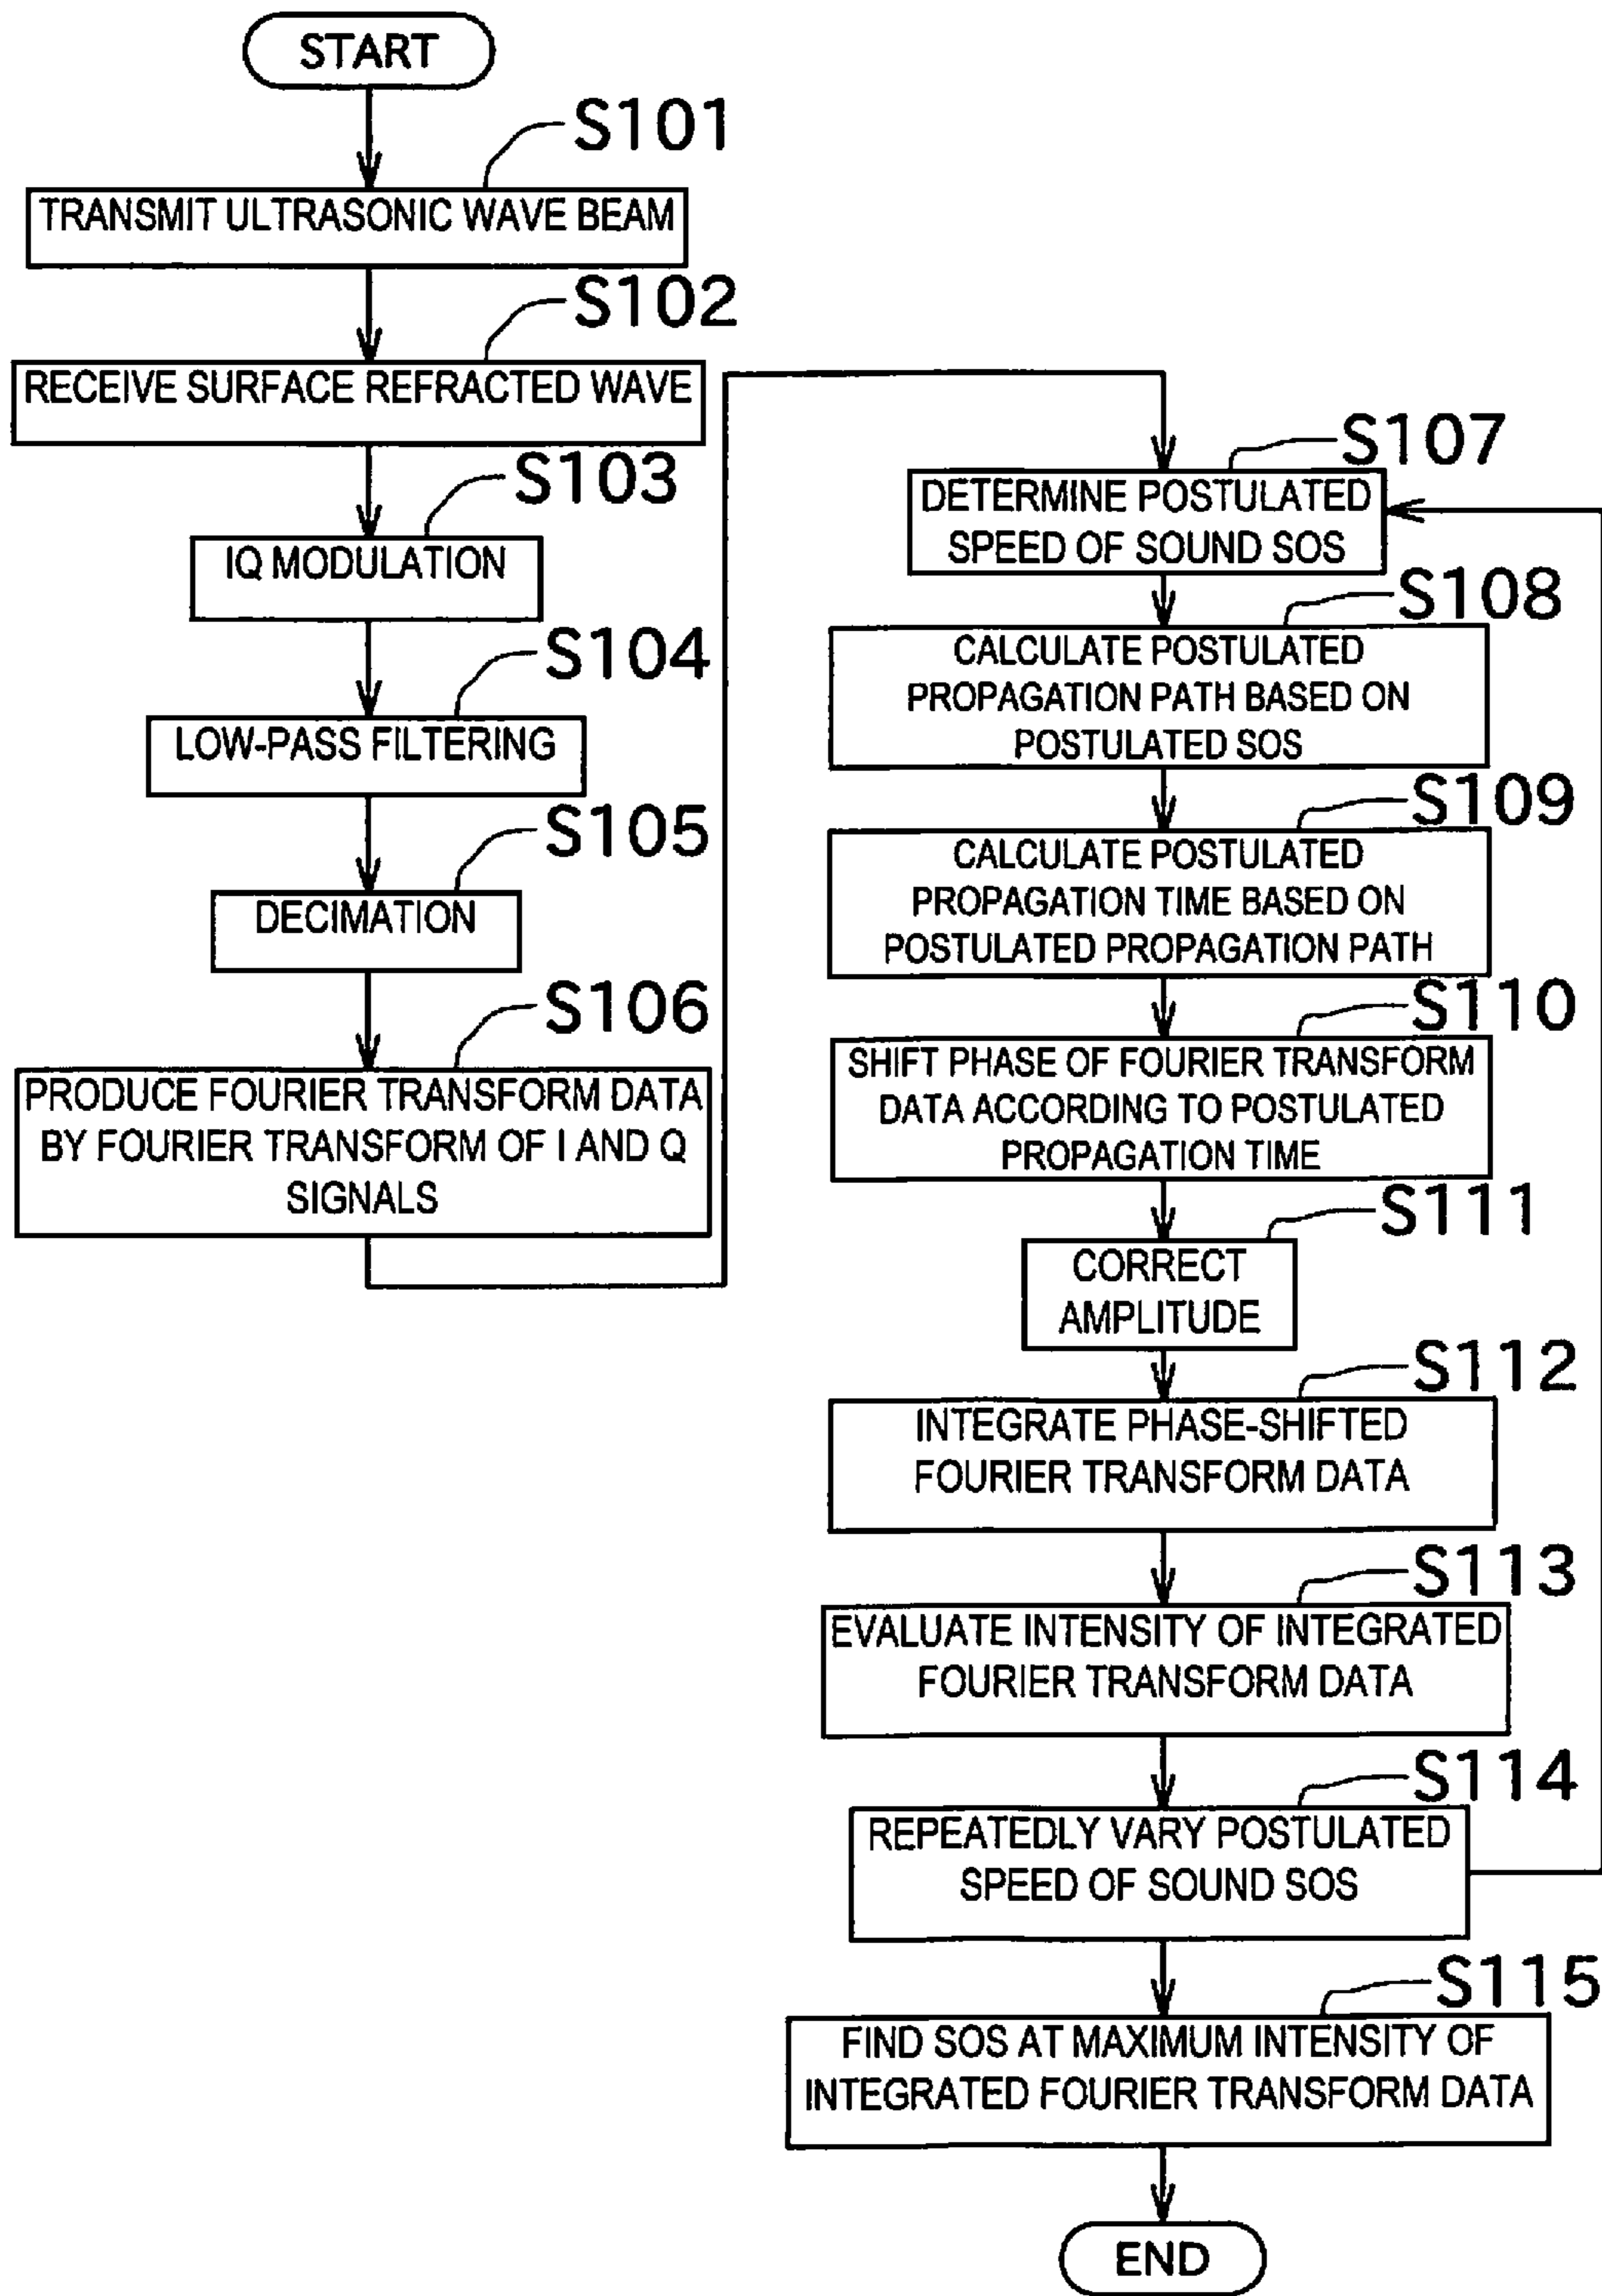 START
S101
TRANSMIT ULTRASONIC WAVE BEAM
S102
RECEIVE SURFACE REFRACTED WAVE
S103
IQ MODULATION
S104
LOW-PASS FILTERING
S105
DECIMATION
S106
PRODUCE FOURIER TRANSFORM DATA
BY FOURIER TRANSFORM OF I AND Q
SIGNALS
S107
DETERMINE POSTULATED
SPEED OF SOUND SOS
S108
CALCULATE POSTULATED
PROPAGATION PATH BASED ON
POSTULATED SOS
S109
CALCULATE POSTULATED
PROPAGATION TIME BASED ON
POSTULATED PROPAGATION PATH
S110
SHIFT PHASE OF FOURIER TRANSFORM
DATA ACCORDING TO POSTULATED
PROPAGATION TIME
S111
CORRECT
AMPLITUDE
S112
INTEGRATE PHASE-SHIFTED
FOURIER TRANSFORM DATA
S113
EVALUATE INTENSITY OF INTEGRATED
FOURIER TRANSFORM DATA
S114
REPEATEDLY VARY POSTULATED
SPEED OF SOUND SOS
S115
FIND SOS AT MAXIMUM INTENSITY OF
INTEGRATED FOURIER TRANSFORM DATA
END